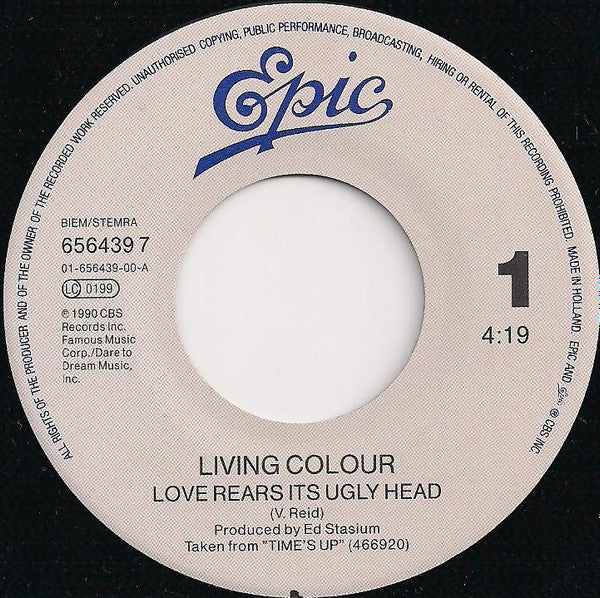 ALL RIGHTS OF THE PRODUCER AND OF THE OWNER OF THE RECORDED WORK RESERVED. UNAUTHORISED COPYING, PUBLIC PERFORMANCE, BROADCASTING, HIRING OR RENTAL OF THIS RECORDING PROHIBITED. MADE IN HOLLAND. EPIC AND Epic ® CBS INC.
Epic
BIEM/STEMRA
656439 7
01-656439-00-A
LC 0199
℗ 1990 CBS
Records Inc.
Famous Music
Corp./Dare to
Dream Music,
Inc.
1
4:19
LIVING COLOUR
LOVE REARS ITS UGLY HEAD
(V. Reid)
Produced by Ed Stasium
Taken from "TIME'S UP" (466920)